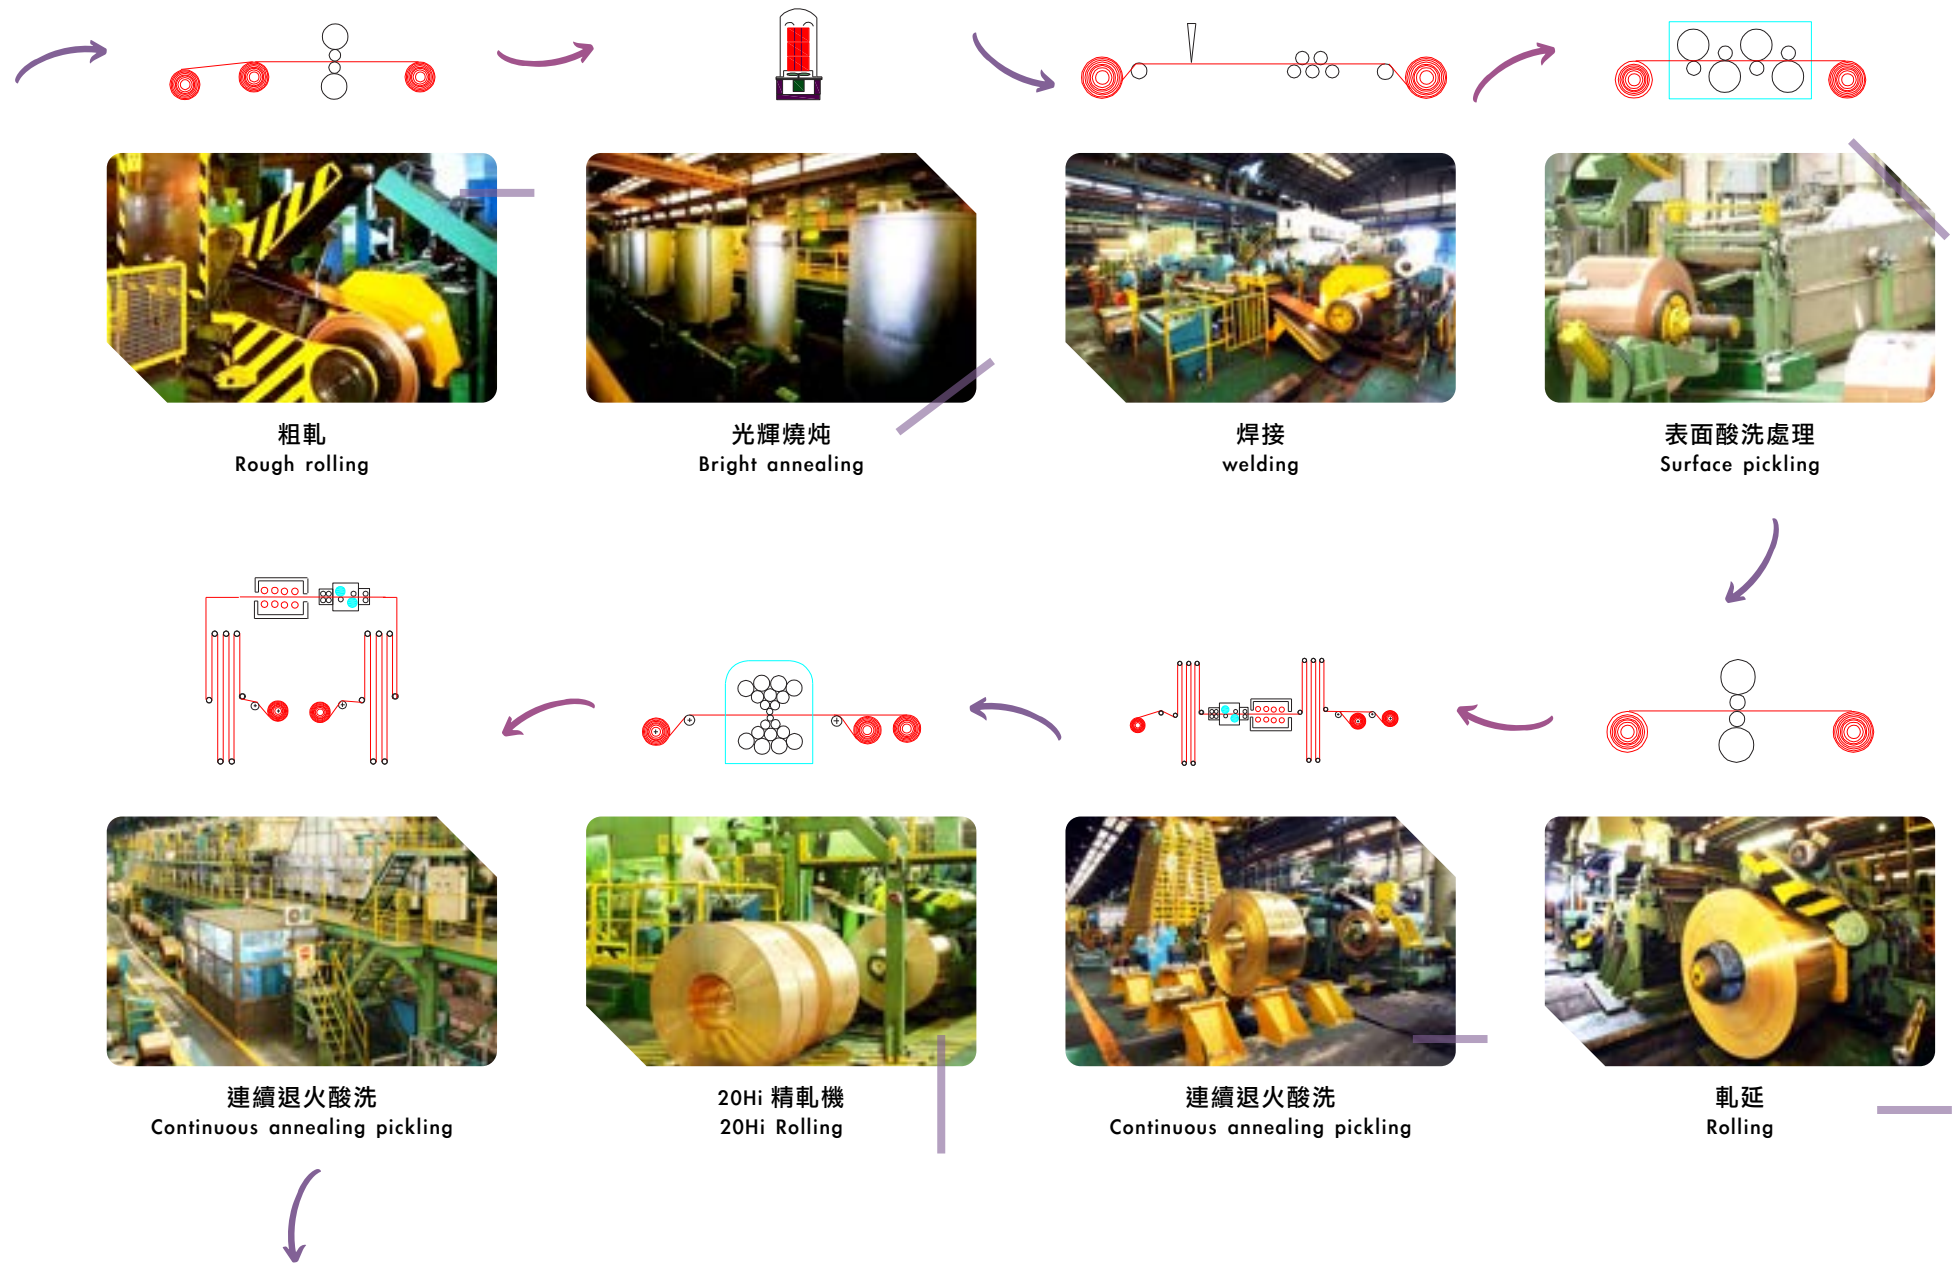 粗軋
Rough rolling
光輝燒炖
Bright annealing
焊接
welding
表面酸洗處理
Surface pickling
連續退火酸洗
Continuous annealing pickling
20Hi 精軋機
20Hi Rolling
連續退火酸洗
Continuous annealing pickling
軋延
Rolling